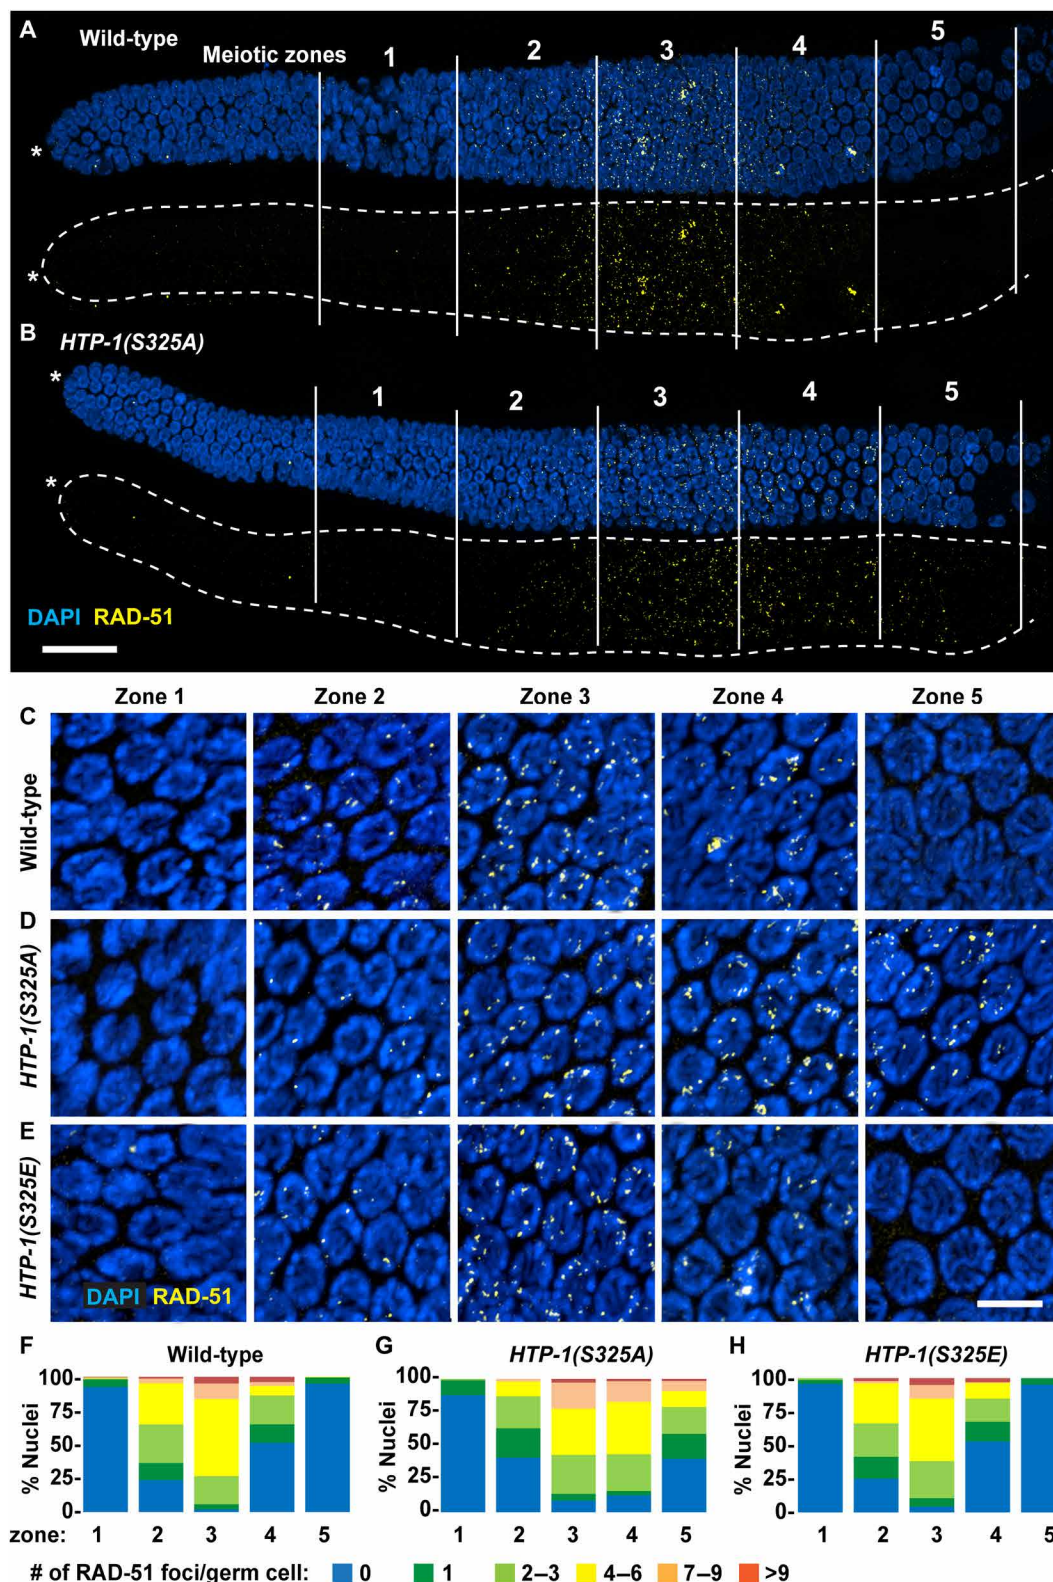 A
Wild-type
Meiotic zones
1 2 3 4 5
*
*
B
HTP-1(S325A)
*
1 2 3 4 5
*
DAPI RAD-51
Zone 1 Zone 2 Zone 3 Zone 4 Zone 5
C
Wild-type
D
HTP-1(S325A)
E
HTP-1(S325E)
DAPI RAD-51
F Wild-type
G HTP-1(S325A)
H HTP-1(S325E)
% Nuclei
100
75
50
25
0
% Nuclei
100
75
50
25
0
% Nuclei
100
75
50
25
0
zone: 1 2 3 4 5 1 2 3 4 5 1 2 3 4 5
# of RAD-51 foci/germ cell: 0 1 2–3 4–6 7–9 >9